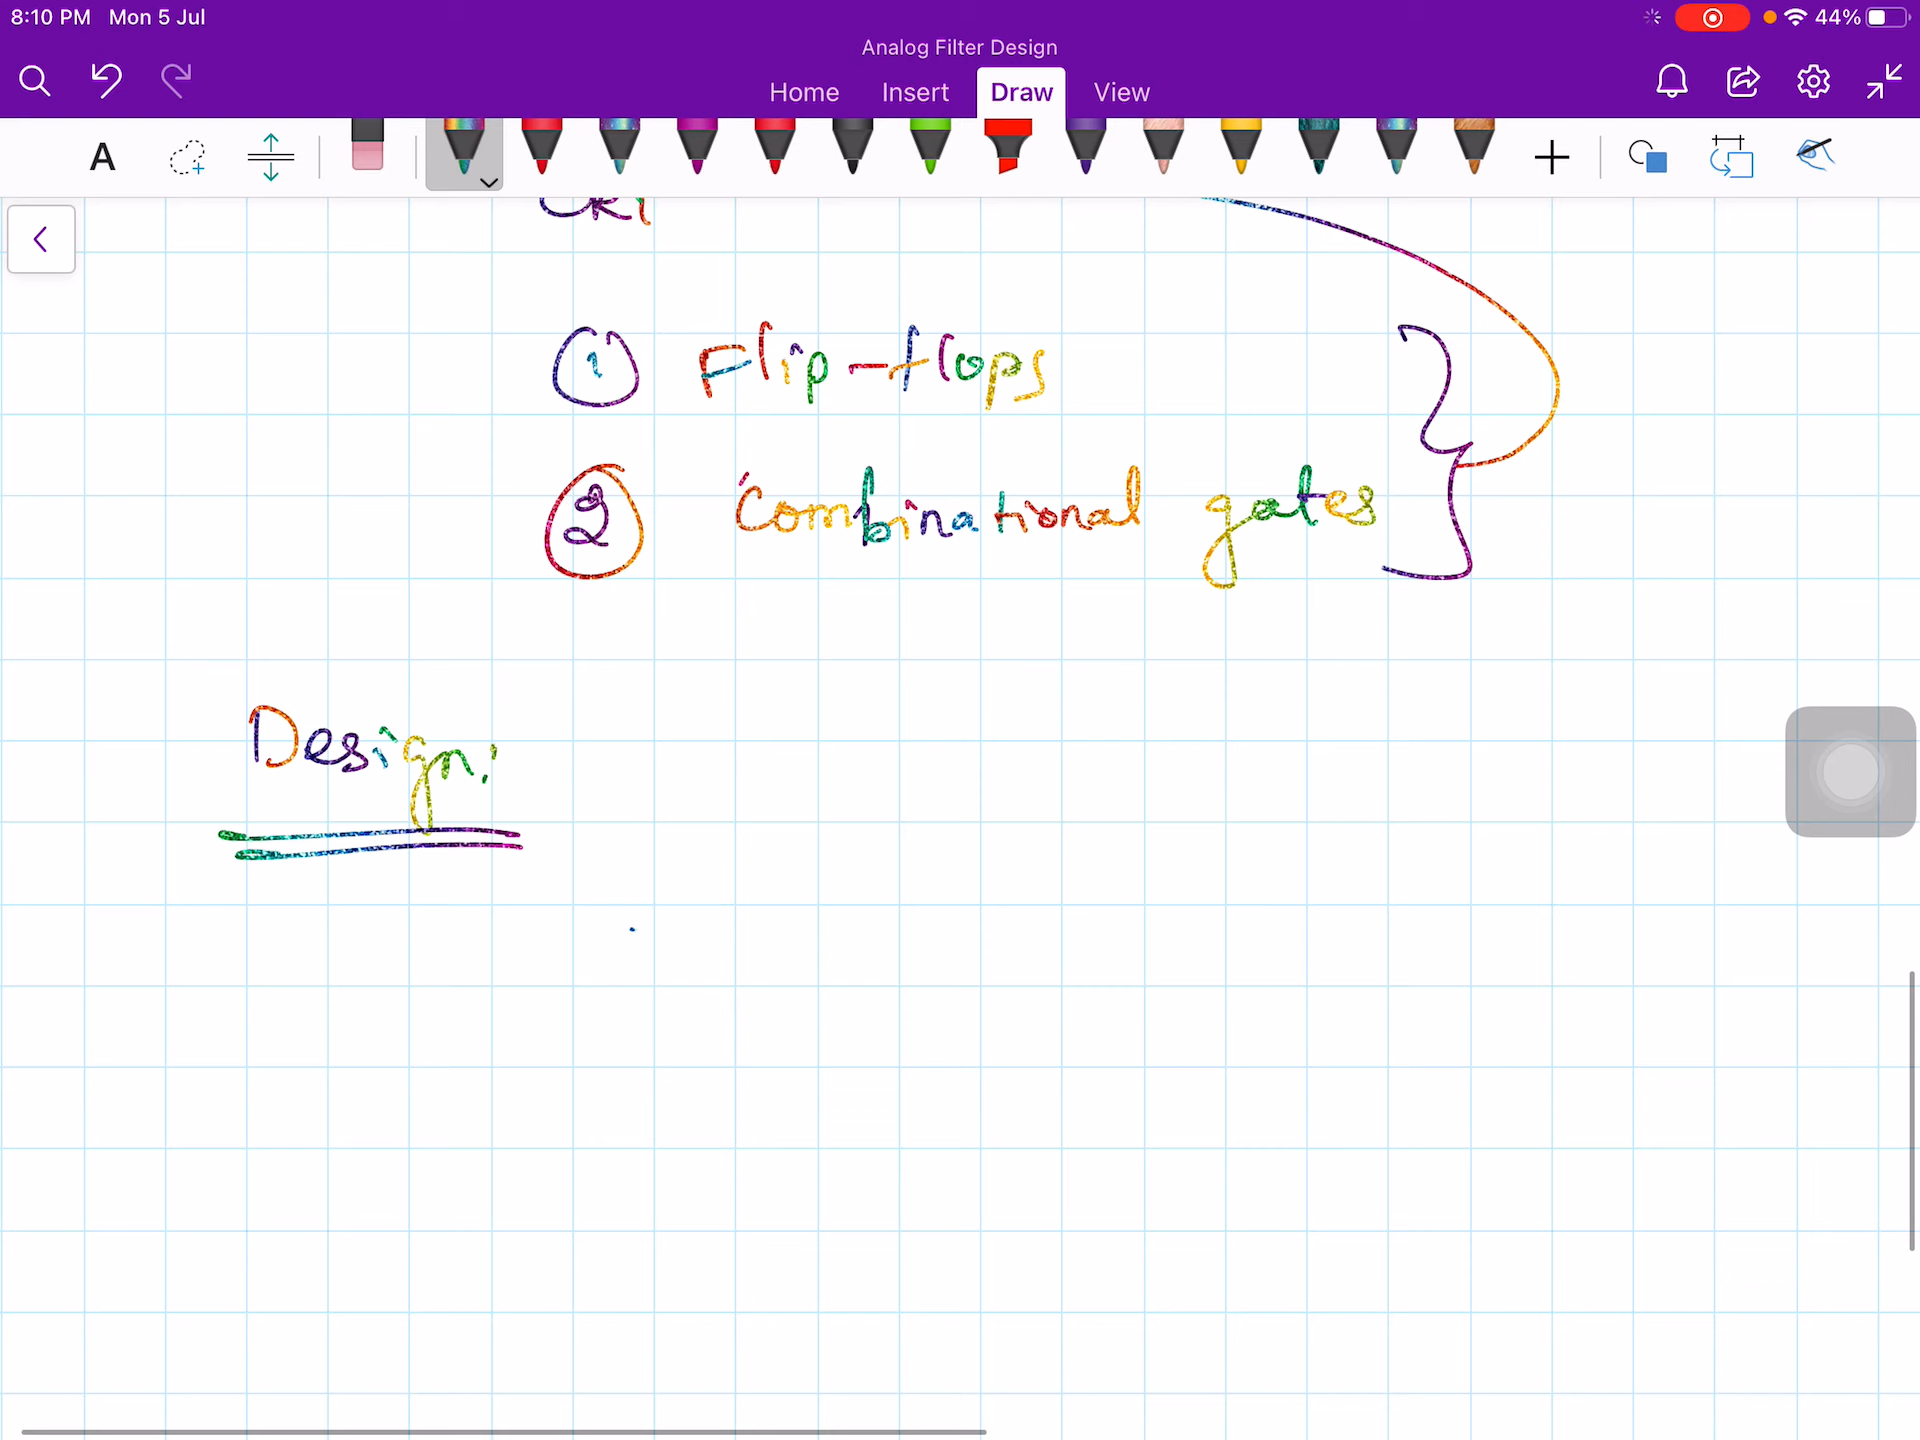 8:10 PM Mon 5 Jul
44%
Analog Filter Design
Home Insert Draw View
A
Ckt
1 Flip-flops
2 Combinational gates
Design: